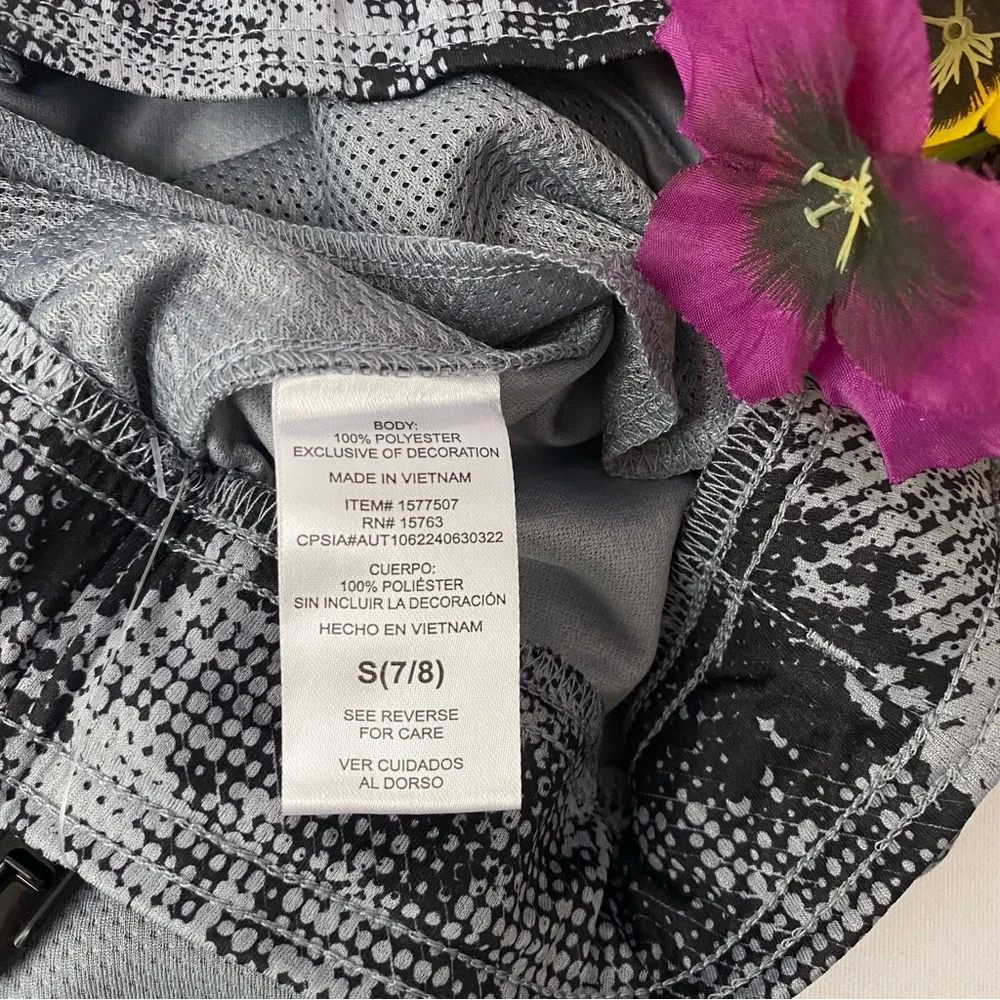 BODY:
100% POLYESTER
EXCLUSIVE OF DECORATION
MADE IN VIETNAM
ITEM# 1577507
RN# 15763
CPSIA#AUT1062240630322
CUERPO:
100% POLIÉSTER
SIN INCLUIR LA DECORACIÓN
HECHO EN VIETNAM
S(7/8)
SEE REVERSE
FOR CARE
VER CUIDADOS
AL DORSO